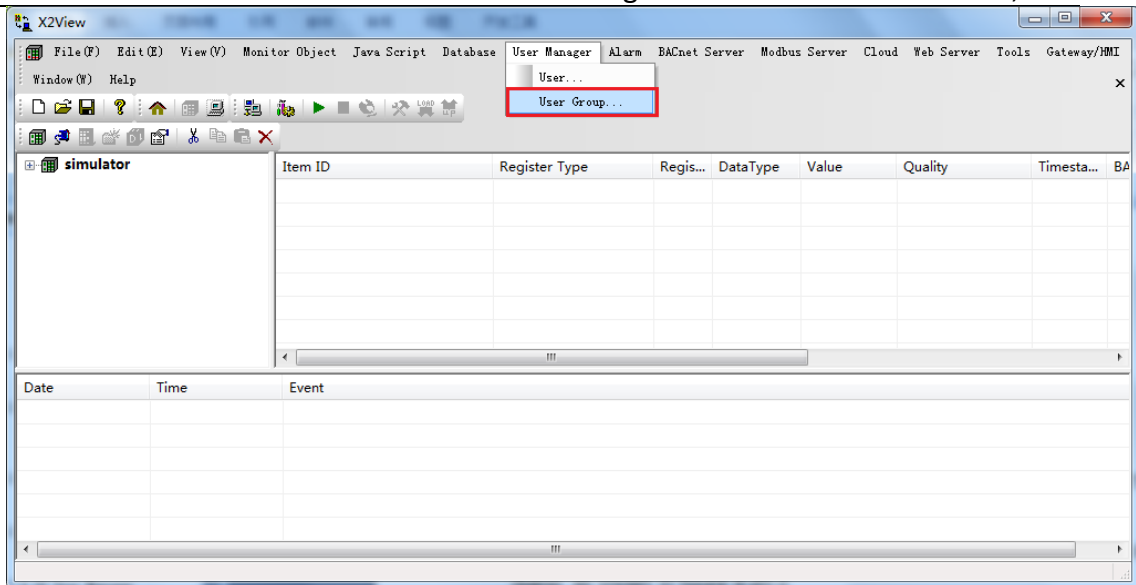 X2View
File(F) Edit(E) View(V) Monitor Object Java Script Database User Manager Alarm BACnet Server Modbus Server Cloud Web Server Tools Gateway/HMI
Window(W) Help
User...
User Group...
LOAD
simulator
Item ID Register Type Regis... DataType Value Quality Timesta... BA
Date Time Event